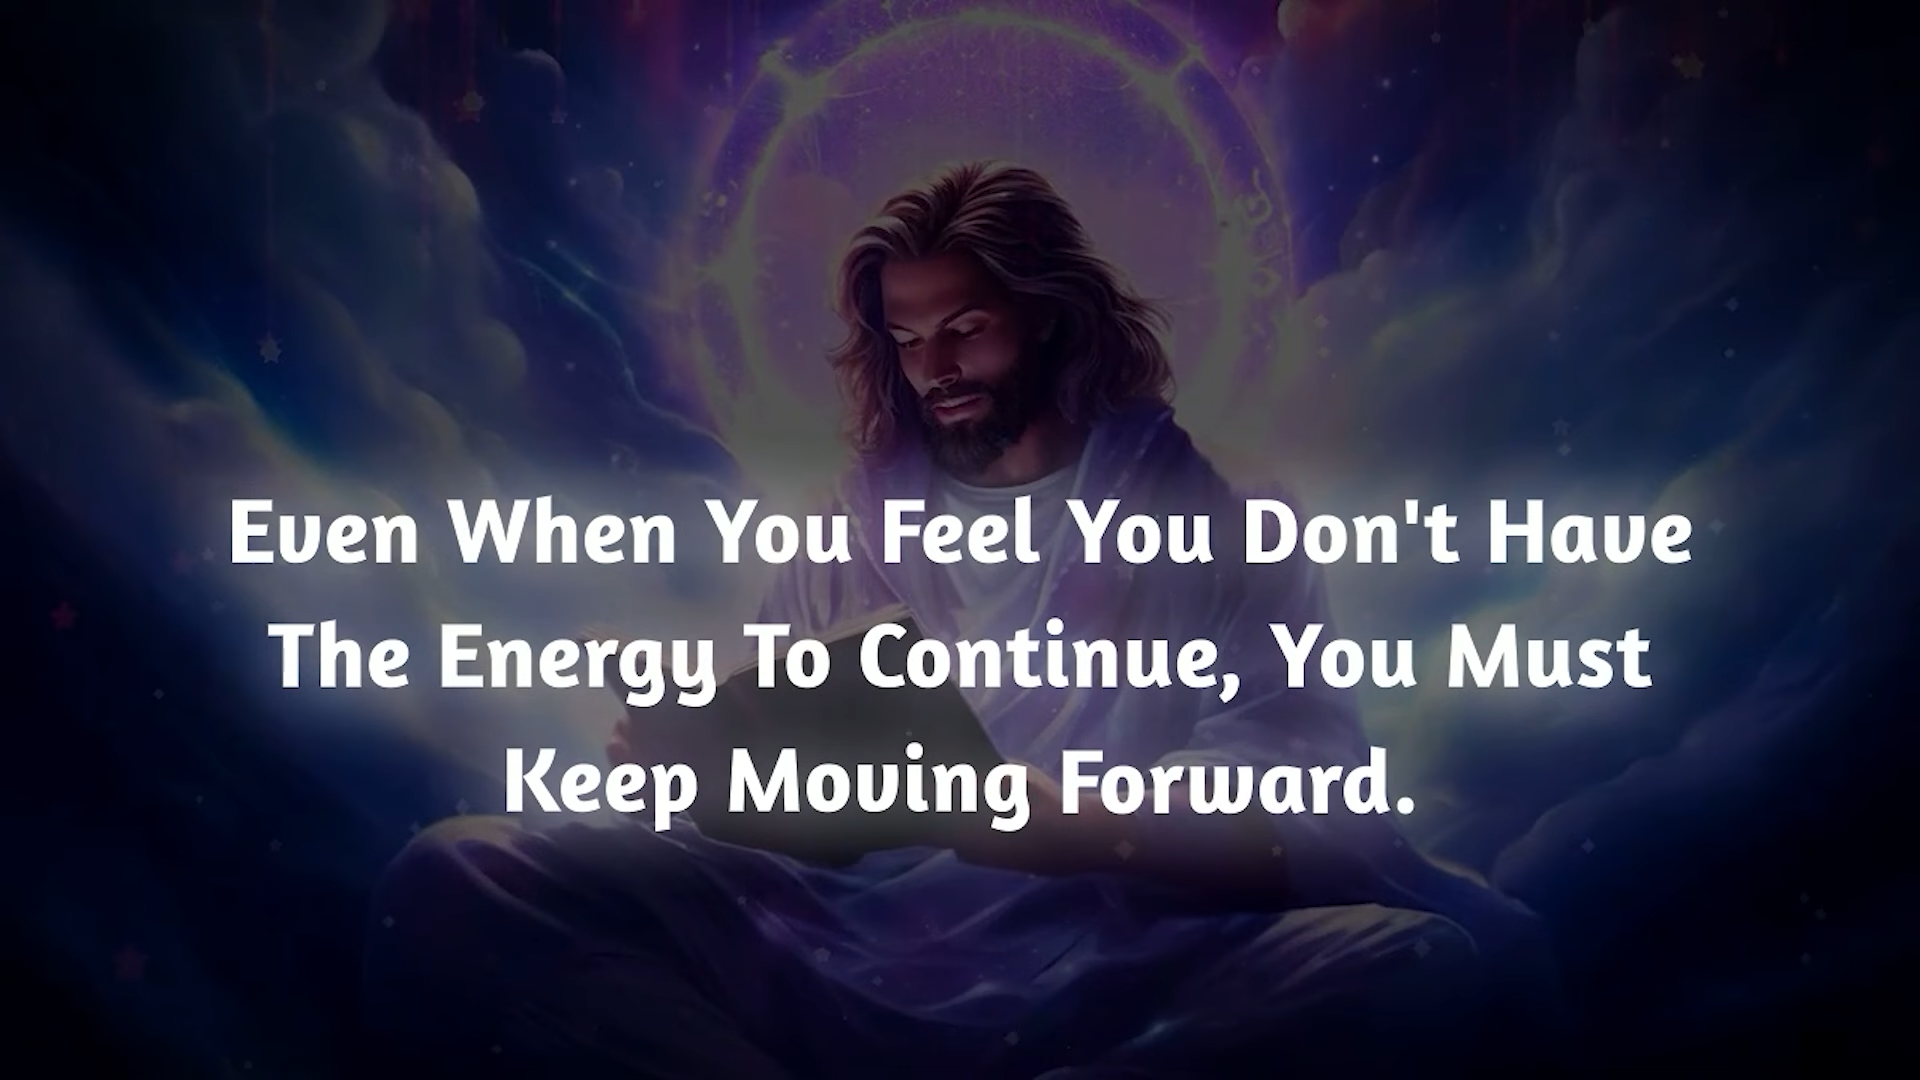 Even When You Feel You Don't Have
The Energy To Continue, You Must
Keep Moving Forward.